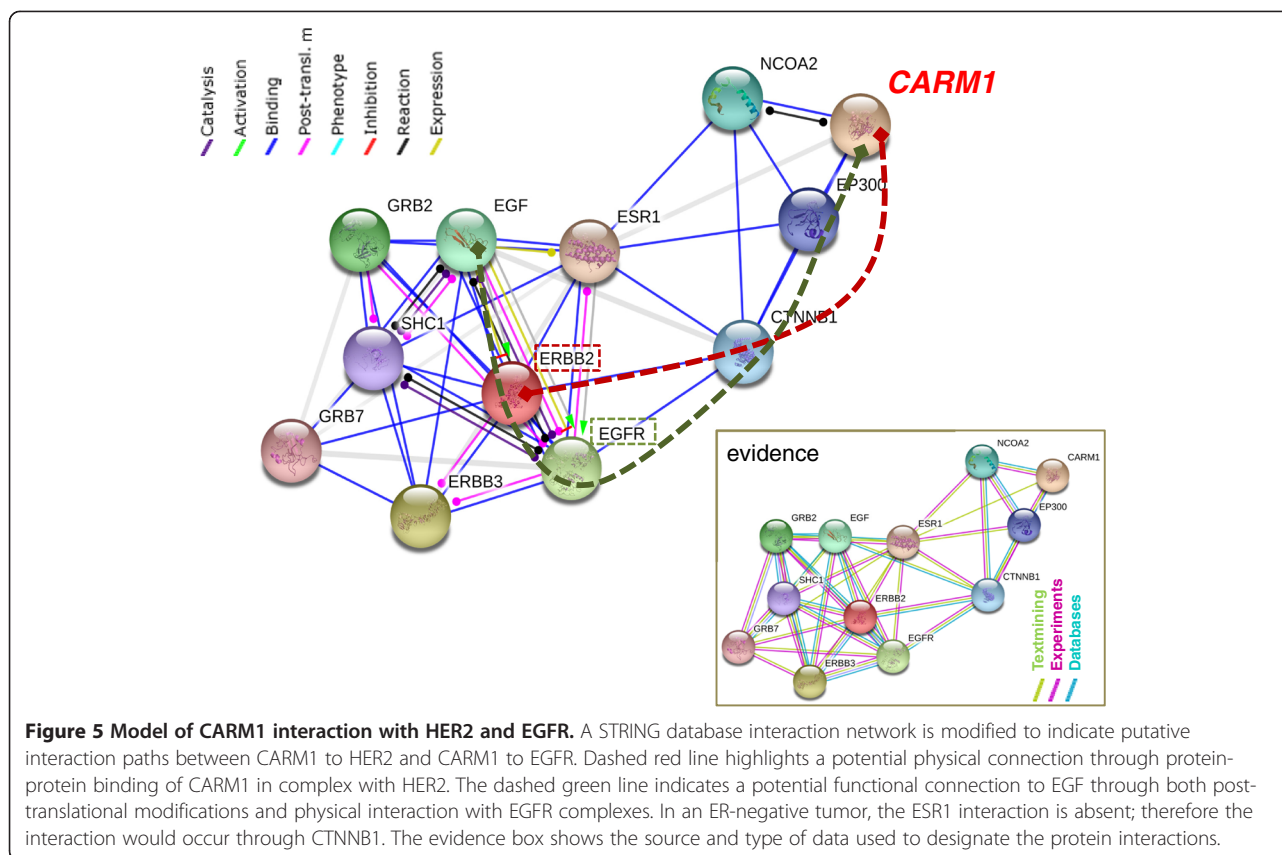 Catalysis
Activation
Binding
Post-transl. m
Phenotype
Inhibition
Reaction
Expression
NCOA2
CARM1
EP300
GRB2
EGF
ESR1
SHC1
CTNNB1
ERBB2
GRB7
EGFR
ERBB3
evidence
NCOA2
CARM1
EP300
GRB2
EGF
ESR1
SHC1
CTNNB1
ERBB2
GRB7
EGFR
ERBB3
Textmining
Experiments
Databases
Figure 5 Model of CARM1 interaction with HER2 and EGFR. A STRING database interaction network is modified to indicate putative
interaction paths between CARM1 to HER2 and CARM1 to EGFR. Dashed red line highlights a potential physical connection through protein-
protein binding of CARM1 in complex with HER2. The dashed green line indicates a potential functional connection to EGF through both post-
translational modifications and physical interaction with EGFR complexes. In an ER-negative tumor, the ESR1 interaction is absent; therefore the
interaction would occur through CTNNB1. The evidence box shows the source and type of data used to designate the protein interactions.